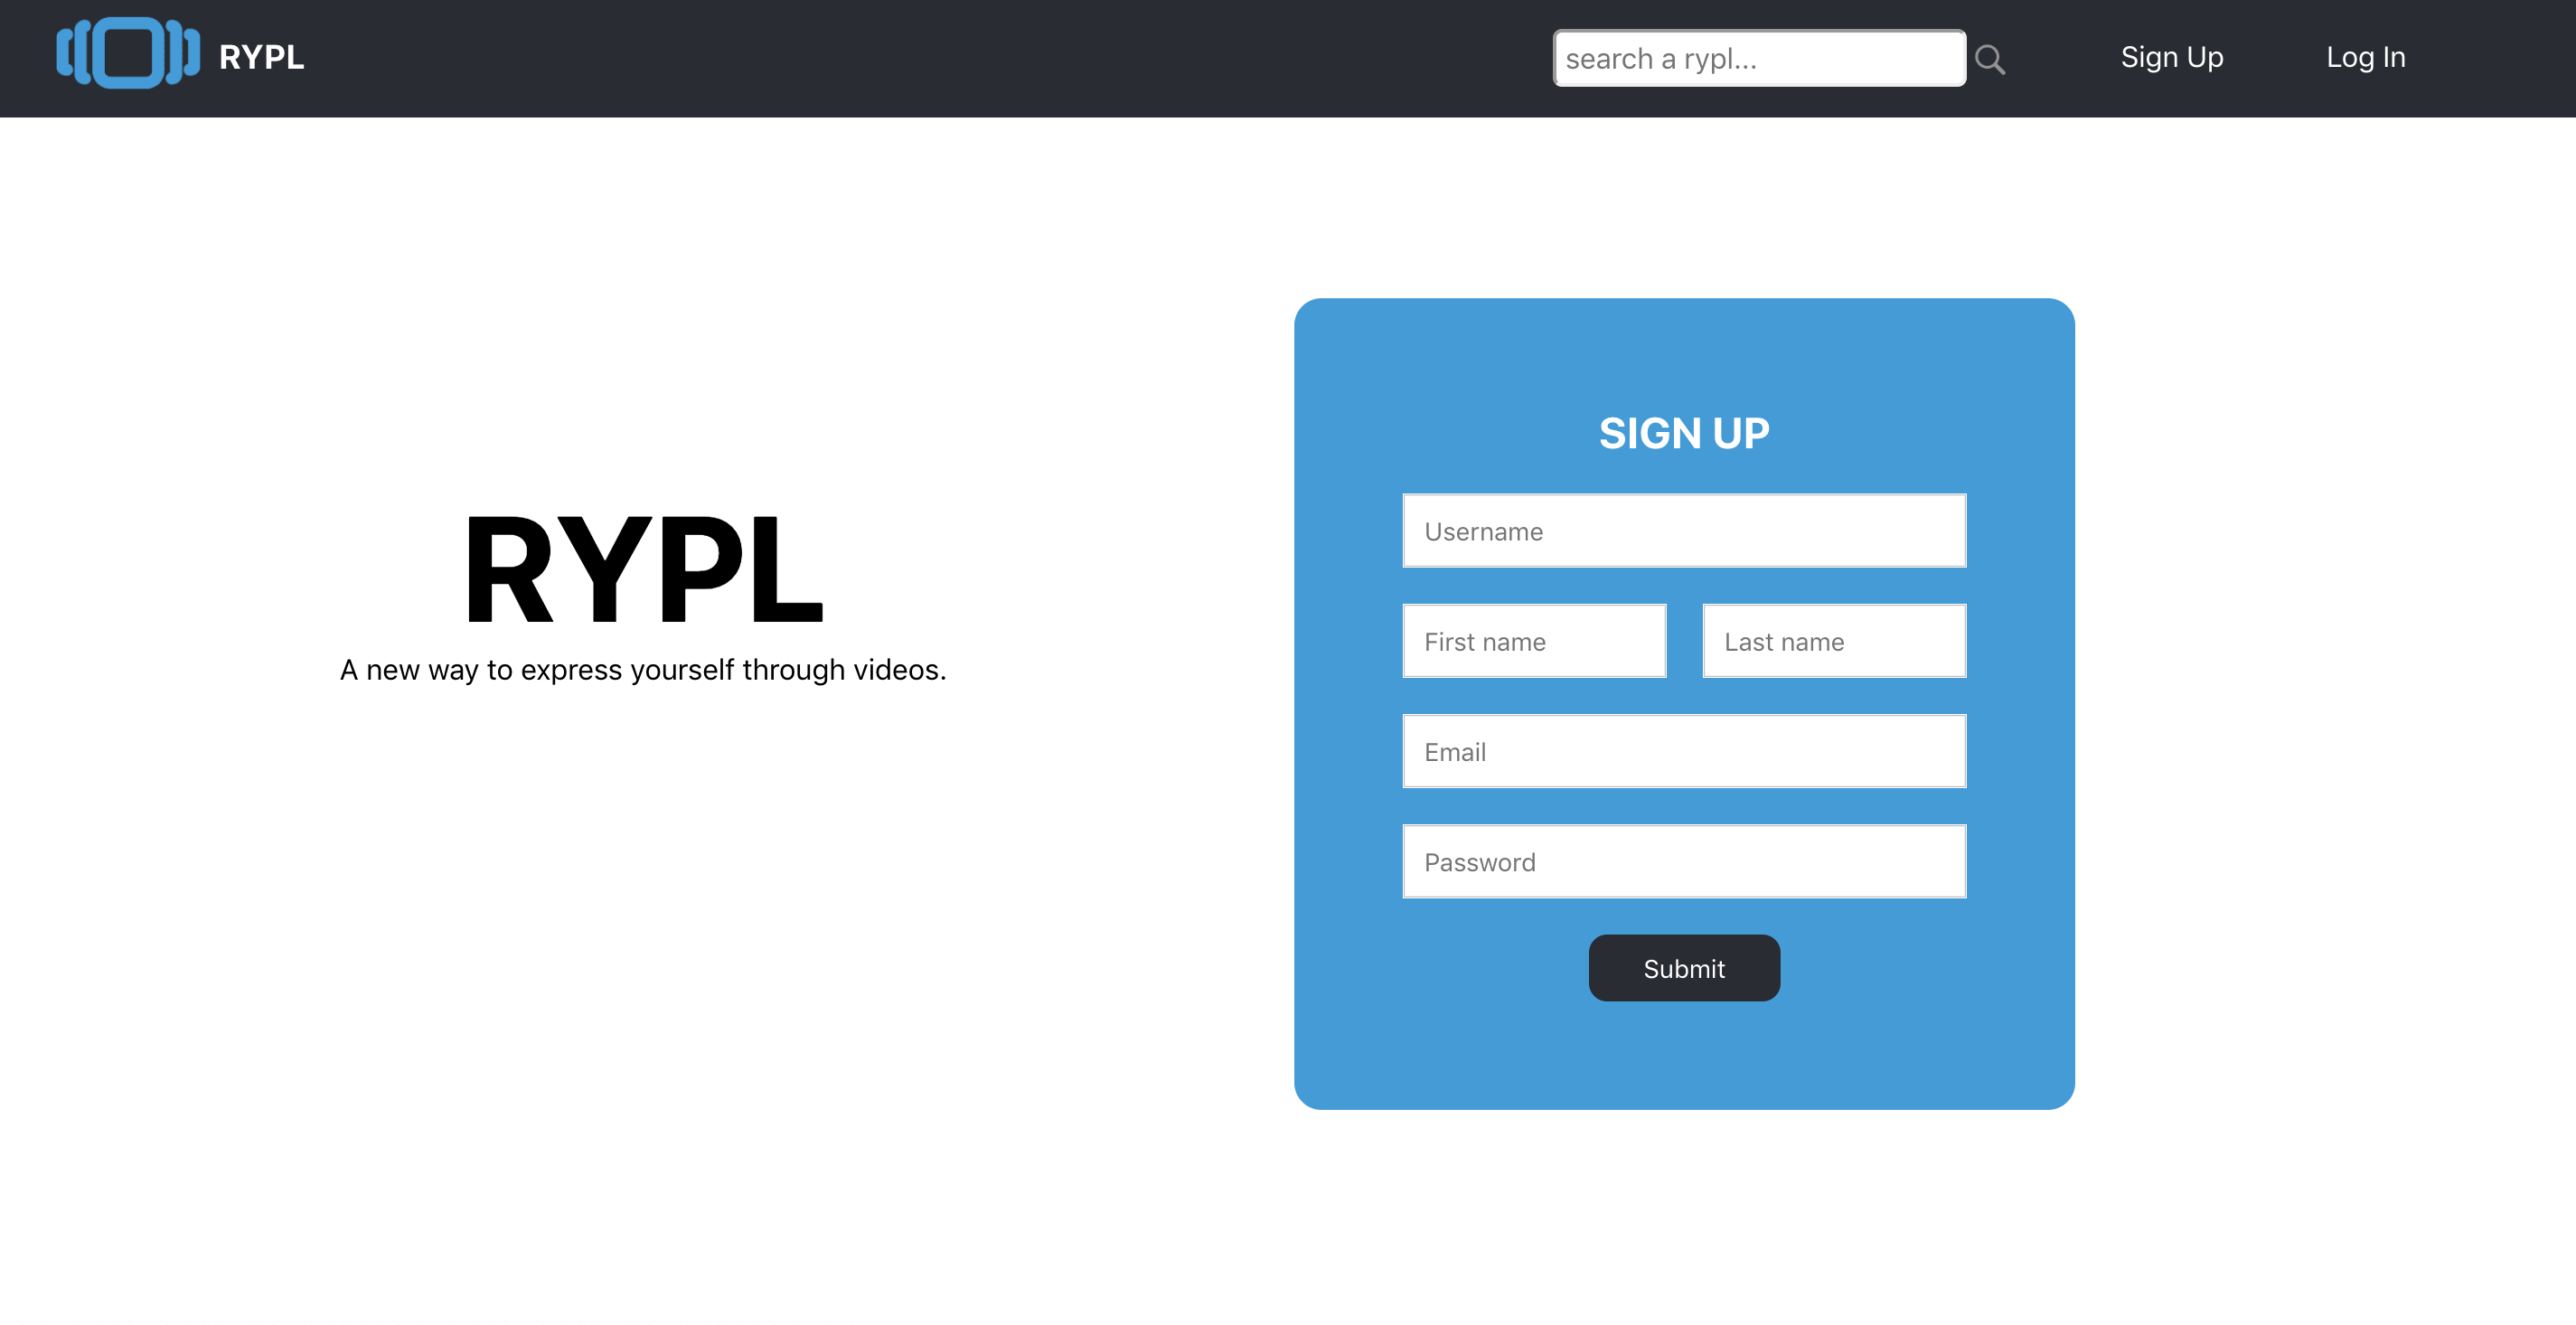 RYPL
search a rypl...
Sign Up
Log In
RYPL
A new way to express yourself through videos.
SIGN UP
Username
First name
Last name
Email
Password
Submit